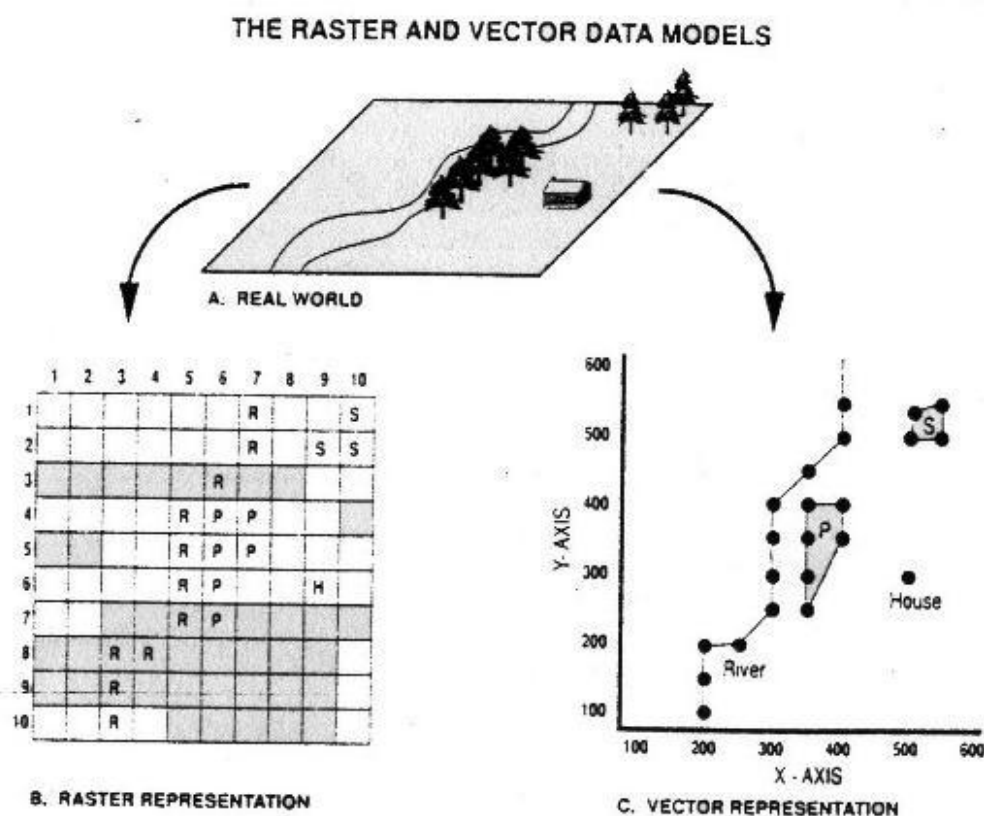 THE RASTER AND VECTOR DATA MODELS
A. REAL WORLD
1 2 3 4 5 6 7 8 9 10
1 R S
2 R S S
3 R
4 R P P
5 R P P
6 R P H
7 R P
8 R R
9 R
10 R
B. RASTER REPRESENTATION
600
500
400
300
200
100
Y-AXIS
S
P
House
River
100 200 300 400 500 600
X-AXIS
C. VECTOR REPRESENTATION